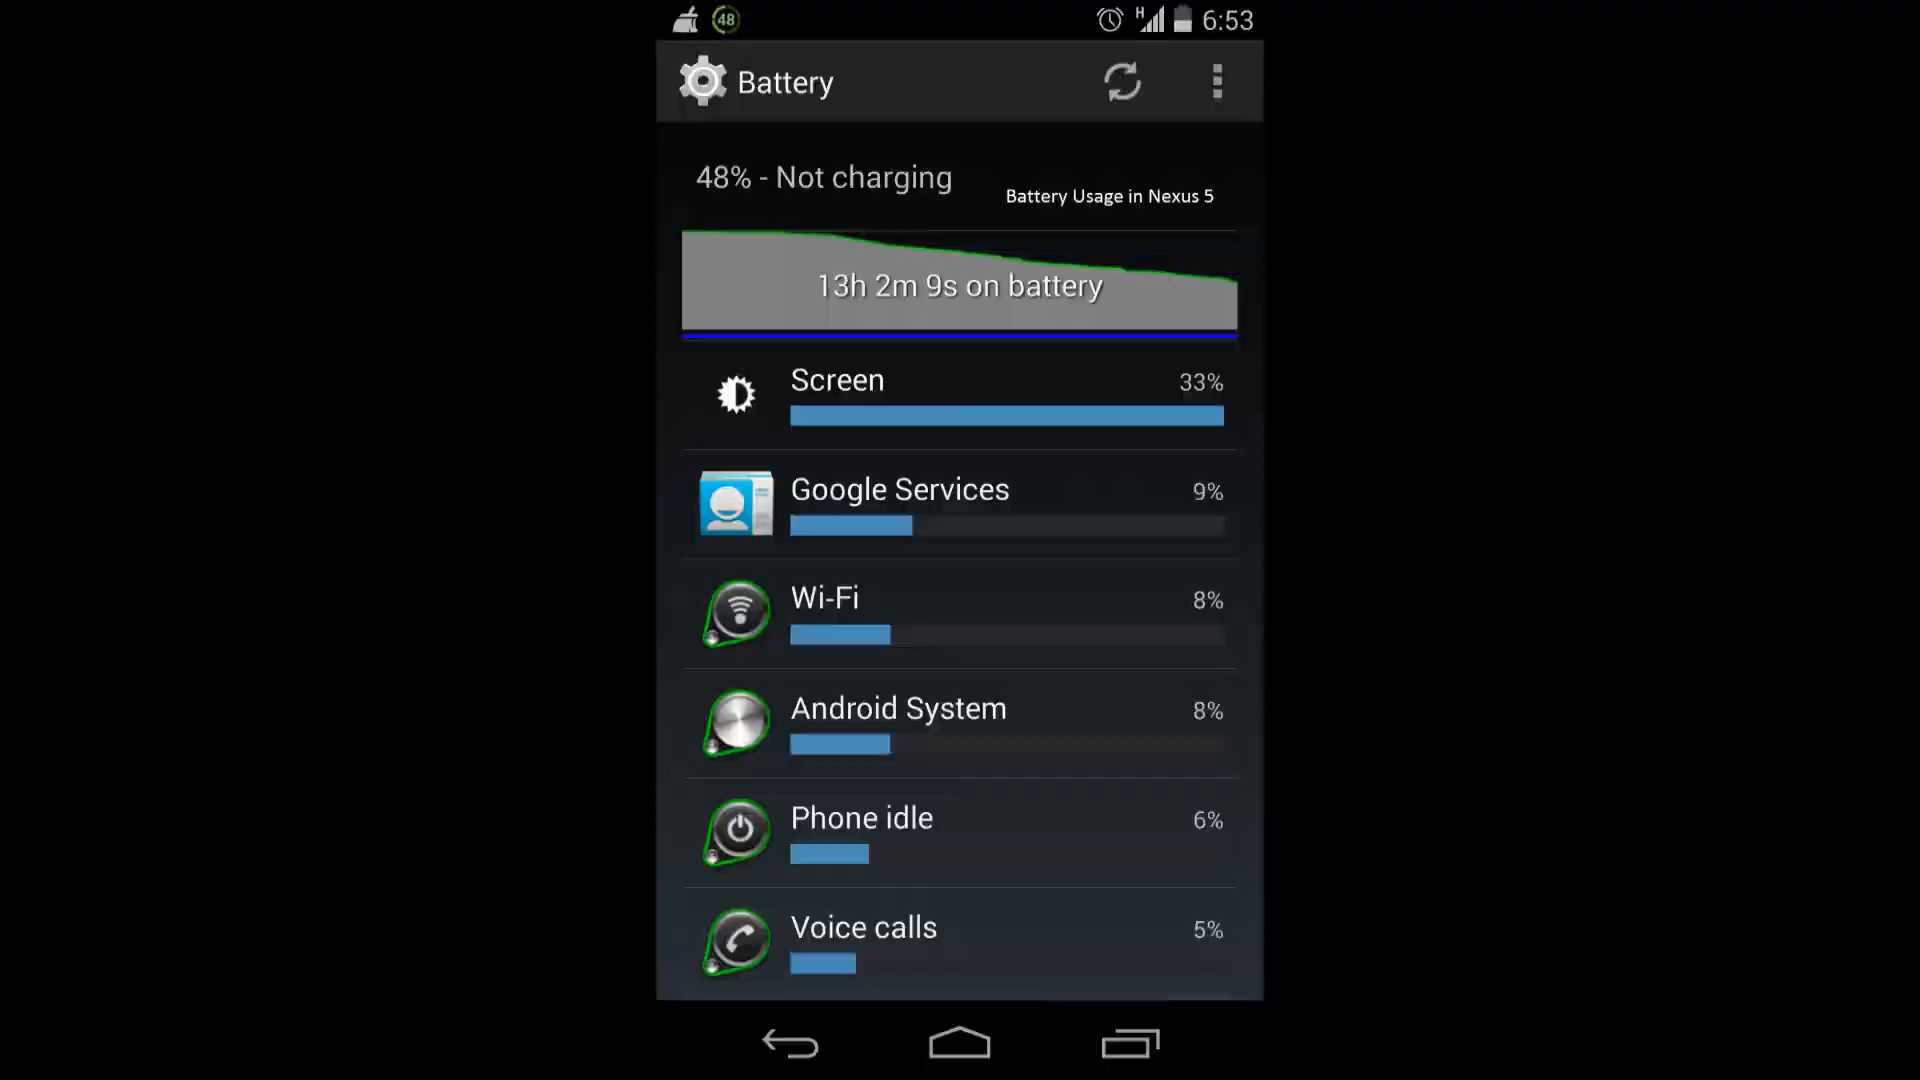 48
H
6:53
Battery
48% - Not charging
Battery Usage in Nexus 5
13h 2m 9s on battery
Screen
33%
Google Services
9%
Wi-Fi
8%
Android System
8%
Phone idle
6%
Voice calls
5%